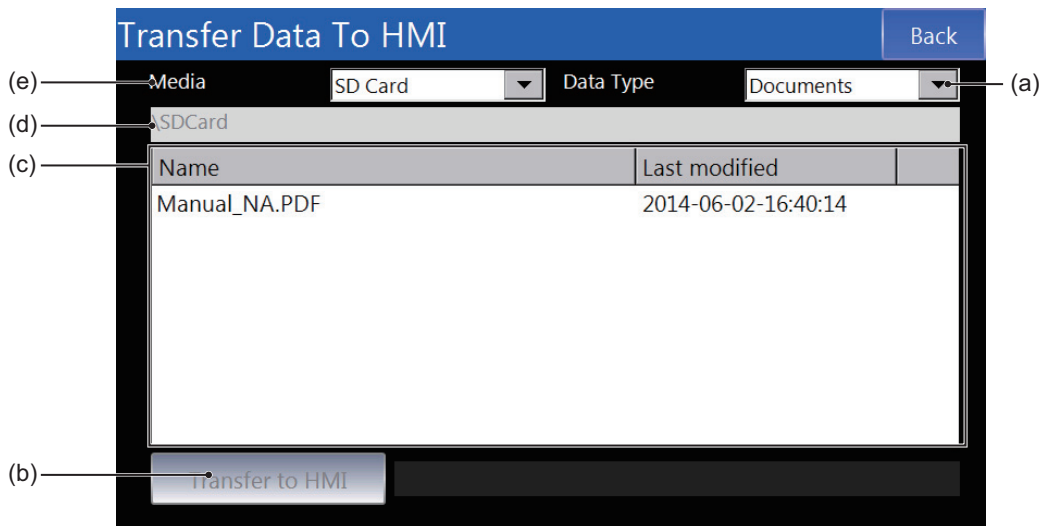 Transfer Data To HMI Back
(e) Media SD Card Data Type Documents (a)
(d) \SDCard
(c) Name Last modified
Manual_NA.PDF 2014-06-02-16:40:14
(b) Transfer to HMI